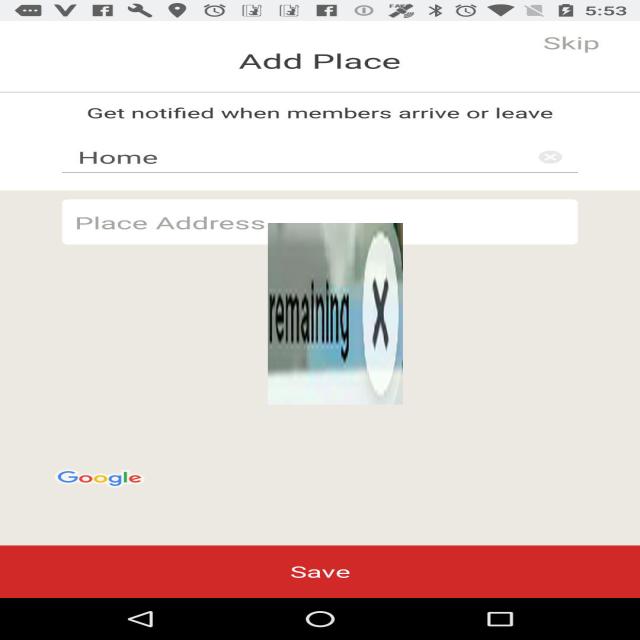 5:53
Skip
Add Place
Get notified when members arrive or leave
Home
Place Address
remaining X
Google
Save